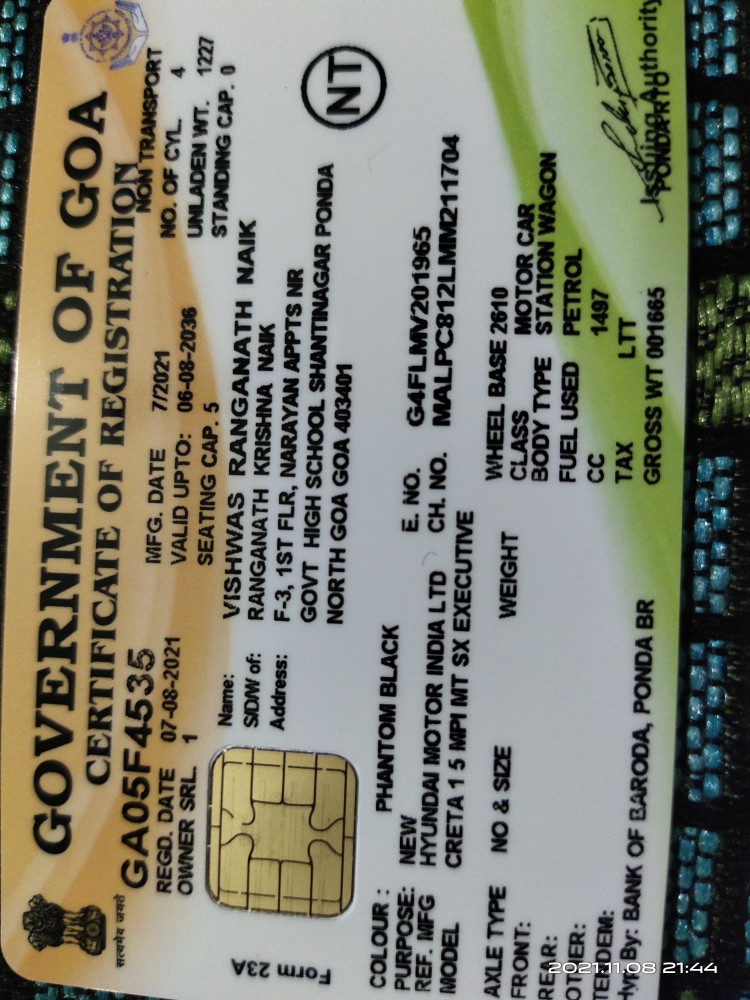 GOVERNMENT OF GOA
CERTIFICATE OF REGISTRATION
सत्यमेव जयते
GA05F4535
NON TRANSPORT
REGD. DATE 07-08-2021 MFG. DATE 7/2021 NO. OF CYL. 4
OWNER SRL. 1 VALID UPTO: 06-08-2036 UNLADEN WT. 1227
SEATING CAP. 5 STANDING CAP. 0
Name: VISHWAS RANGANATH NAIK
S/D/W of: RANGANATH KRISHNA NAIK
Address: F-3, 1ST FLR, NARAYAN APPTS NR
GOVT HIGH SCHOOL SHANTINAGAR PONDA
NORTH GOA GOA 403401
NT
Form 23A
COLOUR : PHANTOM BLACK
PURPOSE: NEW E. NO. G4FLMV201965
REF. MFG HYUNDAI MOTOR INDIA LTD CH. NO. MALPC812LMM211704
MODEL CRETA 1 5 MPI MT SX EXECUTIVE
AXLE TYPE NO & SIZE WEIGHT WHEEL BASE 2610
FRONT: CLASS MOTOR CAR
REAR: BODY TYPE STATION WAGON
OTHER: FUEL USED PETROL
TENDEM: CC 1497
TAX LTT
Hyp By: BANK OF BARODA, PONDA BR GROSS WT 001665
Issuing Authority
PONDA RTO
2021.11.08 21:44